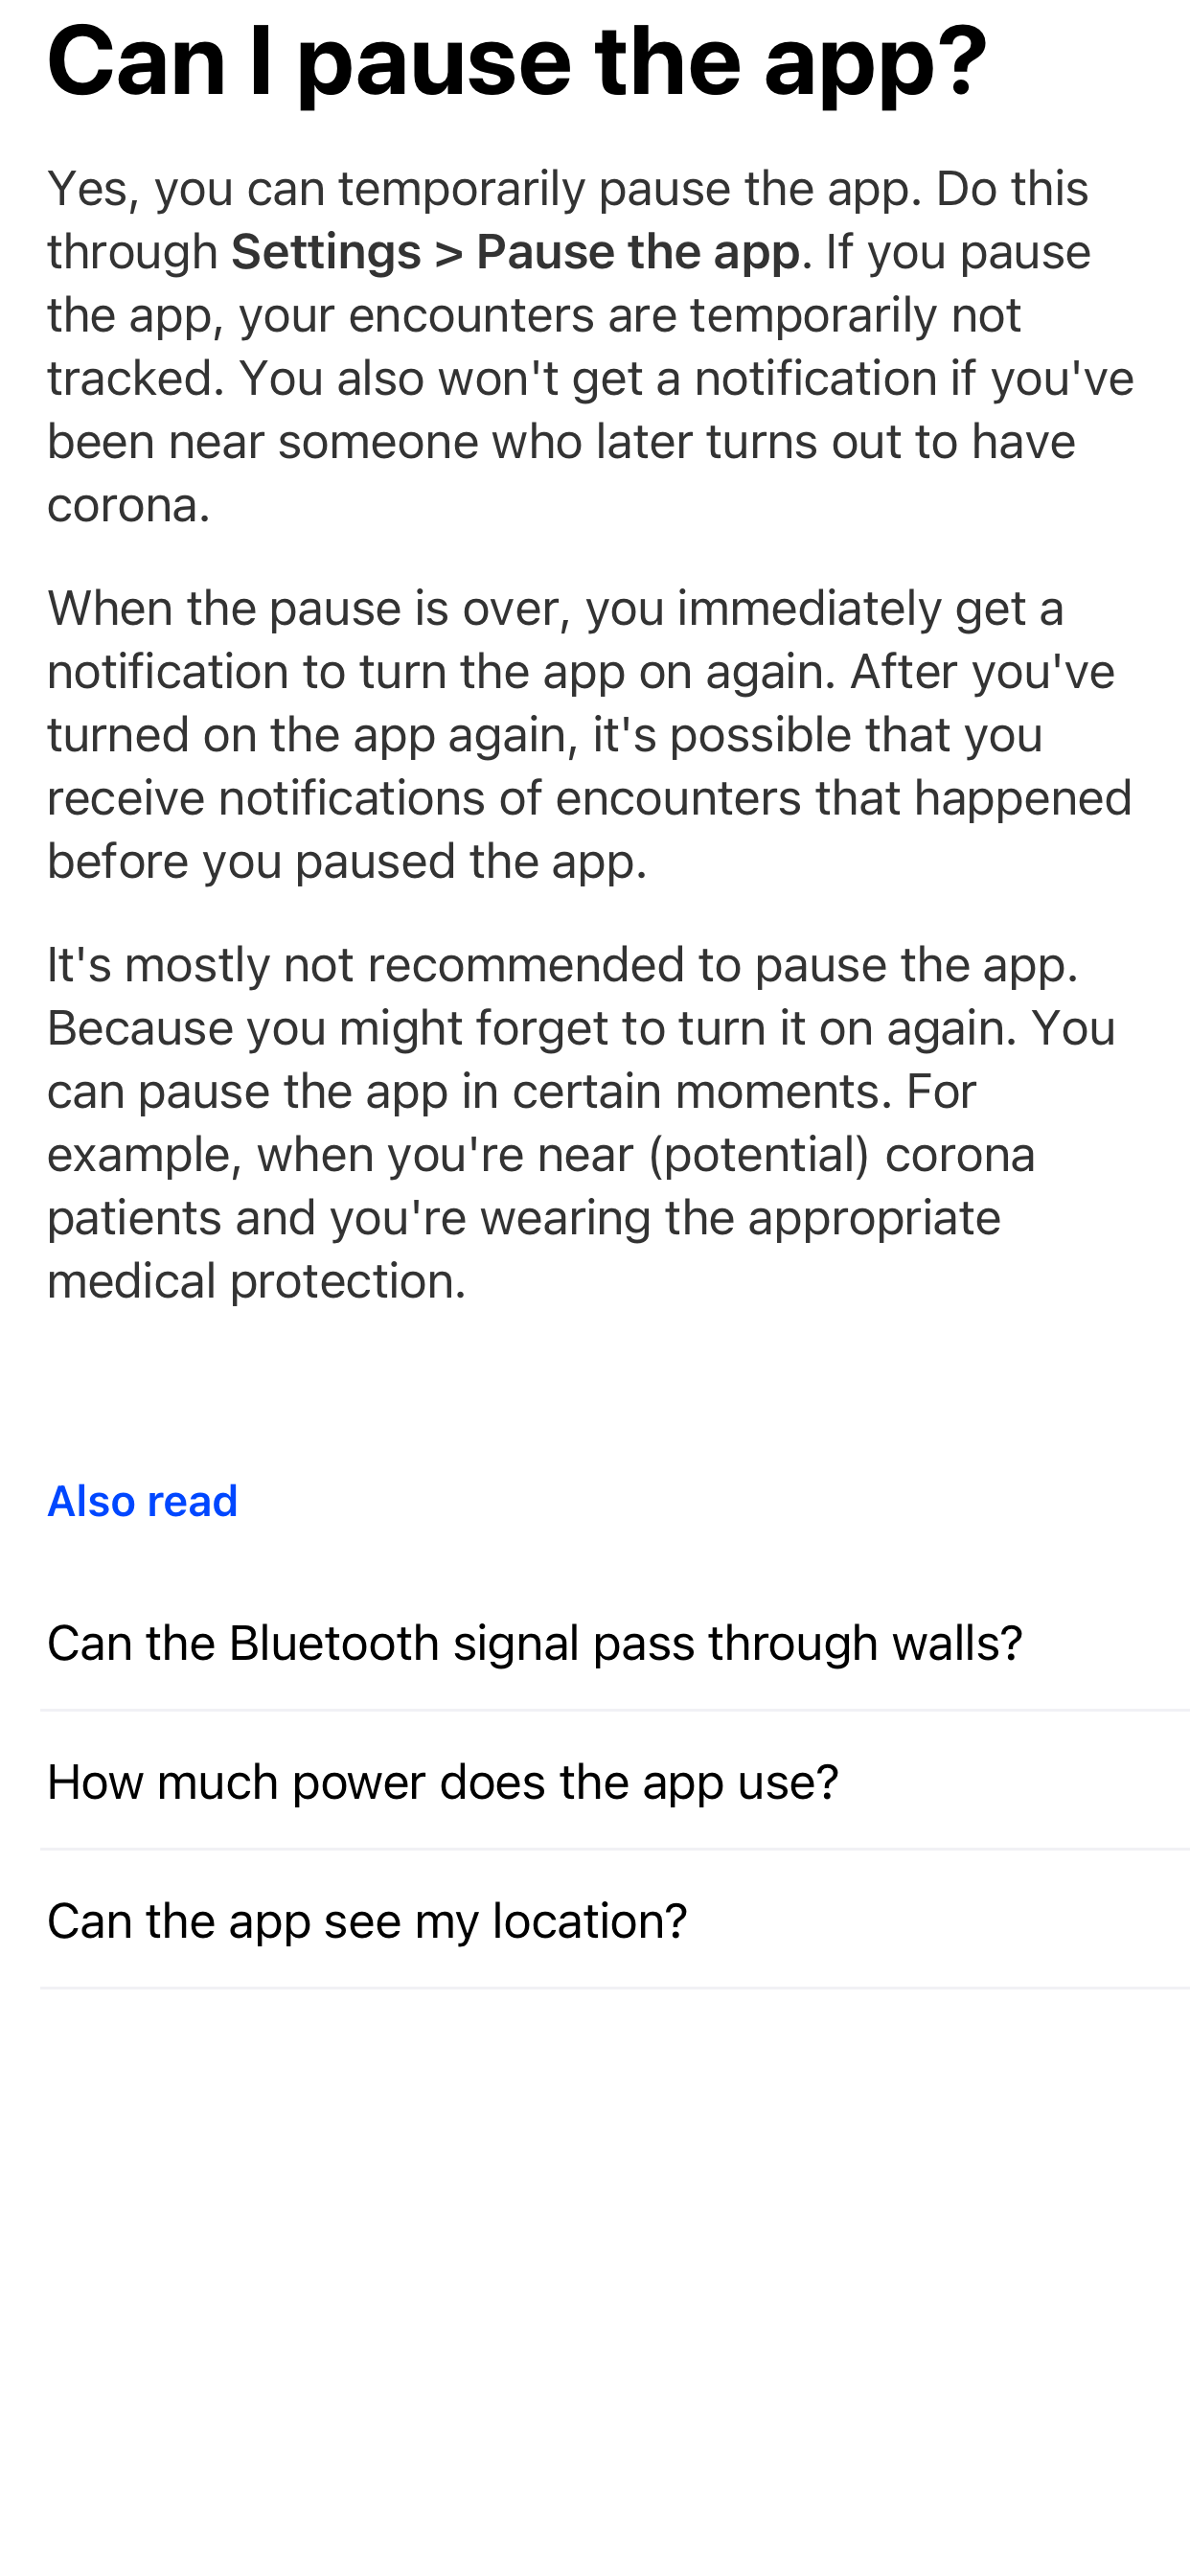 Can I pause the app?
Yes, you can temporarily pause the app. Do this
through Settings > Pause the app. If you pause
the app, your encounters are temporarily not
tracked. You also won't get a notification if you've
been near someone who later turns out to have
corona.
When the pause is over, you immediately get a
notification to turn the app on again. After you've
turned on the app again, it's possible that you
receive notifications of encounters that happened
before you paused the app.
It's mostly not recommended to pause the app.
Because you might forget to turn it on again. You
can pause the app in certain moments. For
example, when you're near (potential) corona
patients and you're wearing the appropriate
medical protection.
Also read
Can the Bluetooth signal pass through walls?
How much power does the app use?
Can the app see my location?